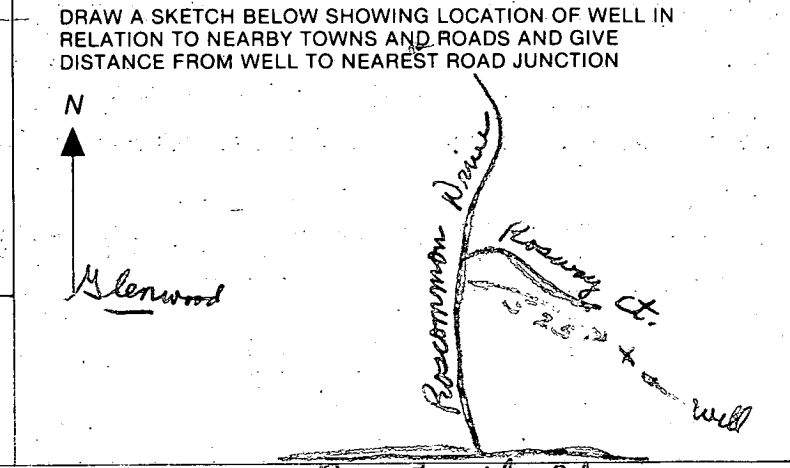 DRAW A SKETCH BELOW SHOWING LOCATION OF WELL IN
RELATION TO NEARBY TOWNS AND ROADS AND GIVE
DISTANCE FROM WELL TO NEAREST ROAD JUNCTION
N
Glenwood
Roscommon Drive
Rosway Ct.
Well